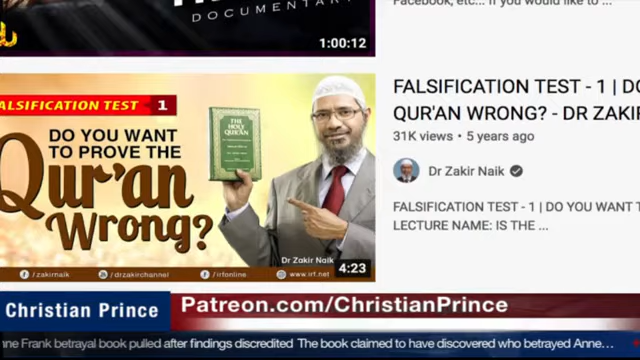 DOCUMENTARY
1:00:12
FALSIFICATION TEST 1
DO YOU WANT
TO PROVE THE
Qur'an
Wrong?
THE
HOLY
QUR'AN
Dr Zakir Naik
/zakirnaik
/drzakirchannel
/irfonline
www.irf.net
4:23
FALSIFICATION TEST - 1 | DO
QUR'AN WRONG? - DR ZAKIR
31K views • 5 years ago
Dr Zakir Naik
FALSIFICATION TEST - 1 | DO YOU WANT T
LECTURE NAME: IS THE ...
Facebook, etc... If you would like to ...
Christian Prince
Patreon.com/ChristianPrince
nne Frank betrayal book pulled after findings discredited The book claimed to have discovered who betrayed Anne...